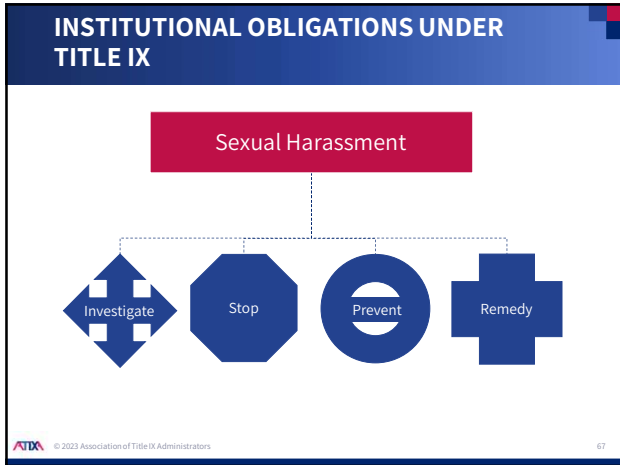 INSTITUTIONAL OBLIGATIONS UNDER
TITLE IX
Sexual Harassment
Investigate
Stop
Prevent
Remedy
ATIXA © 2023 Association of Title IX Administrators
67